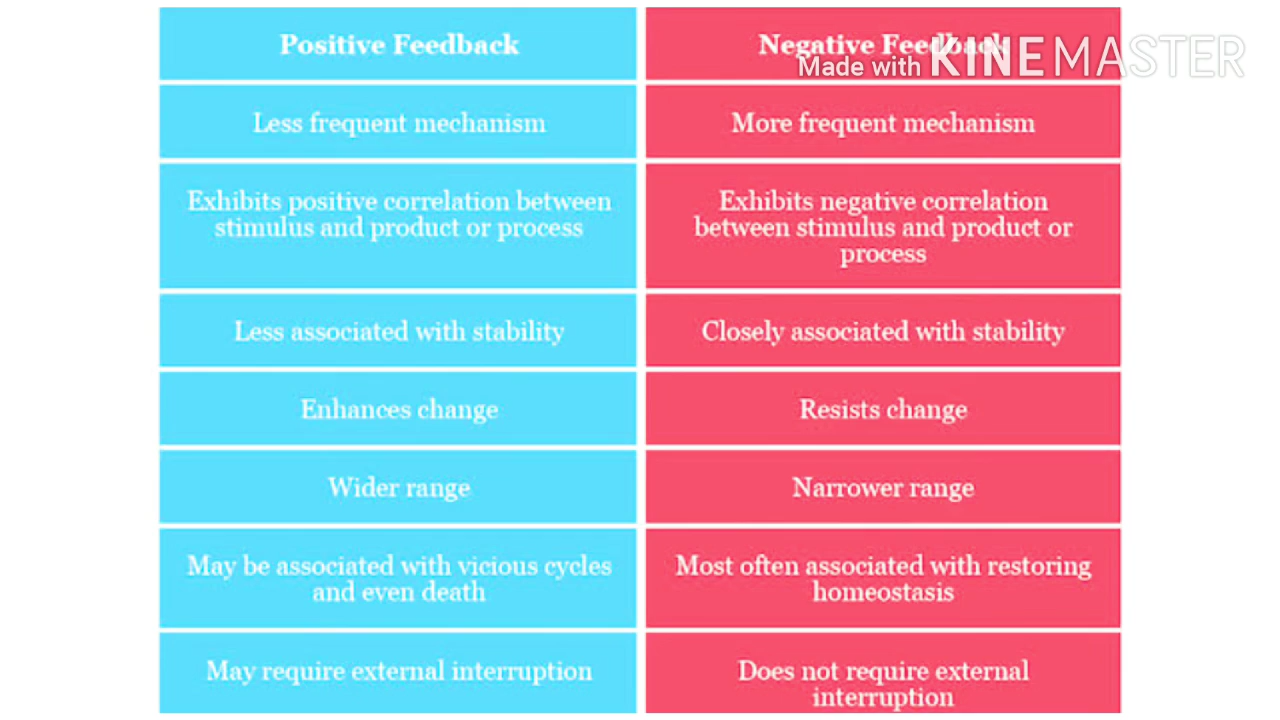 Positive Feedback
Negative Feedback
Made with KINEMASTER
Less frequent mechanism
More frequent mechanism
Exhibits positive correlation between
stimulus and product or process
Exhibits negative correlation
between stimulus and product or
process
Less associated with stability
Closely associated with stability
Enhances change
Resists change
Wider range
Narrower range
May be associated with vicious cycles
and even death
Most often associated with restoring
homeostasis
May require external interruption
Does not require external
interruption